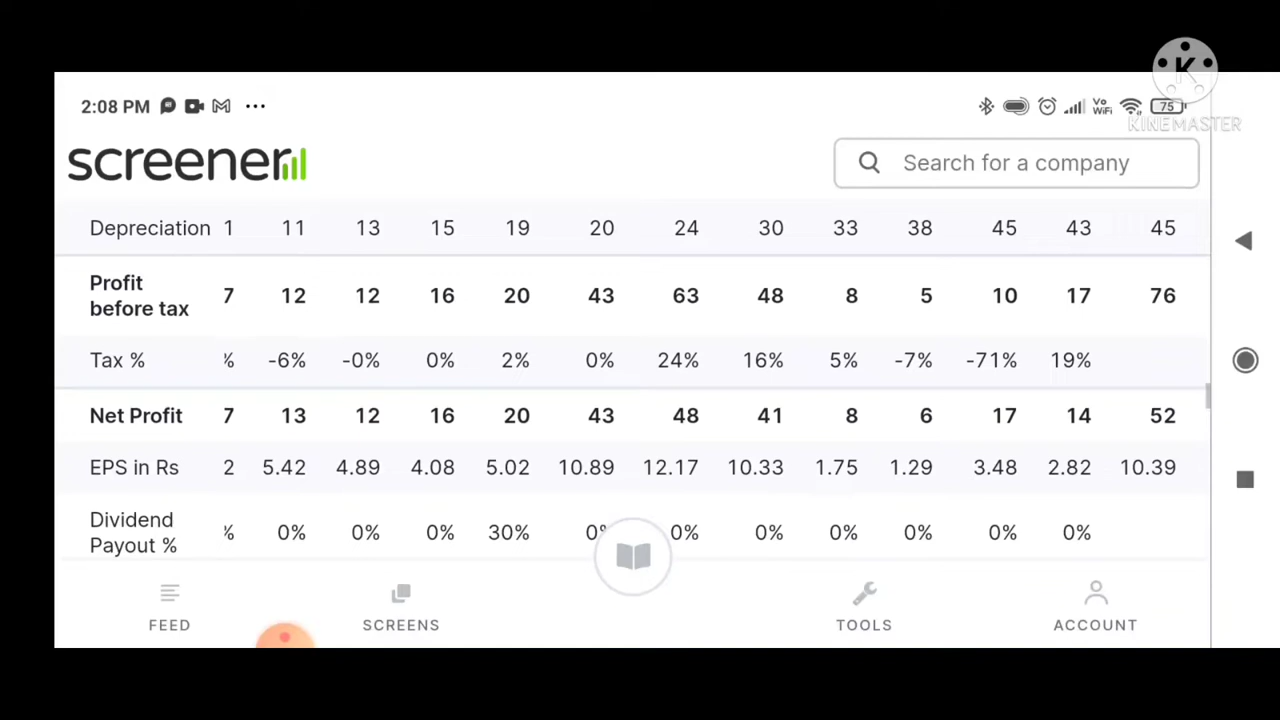 2:08 PM
Vo WiFi 75
K
KINEMASTER
screener
Search for a company
Depreciation 1 11 13 15 19 20 24 30 33 38 45 43 45
Profit before tax 7 12 12 16 20 43 63 48 8 5 10 17 76
Tax % % -6% -0% 0% 2% 0% 24% 16% 5% -7% -71% 19%
Net Profit 7 13 12 16 20 43 48 41 8 6 17 14 52
EPS in Rs 2 5.42 4.89 4.08 5.02 10.89 12.17 10.33 1.75 1.29 3.48 2.82 10.39
Dividend Payout % % 0% 0% 0% 30% 0% 0% 0% 0% 0% 0% 0%
FEED SCREENS TOOLS ACCOUNT